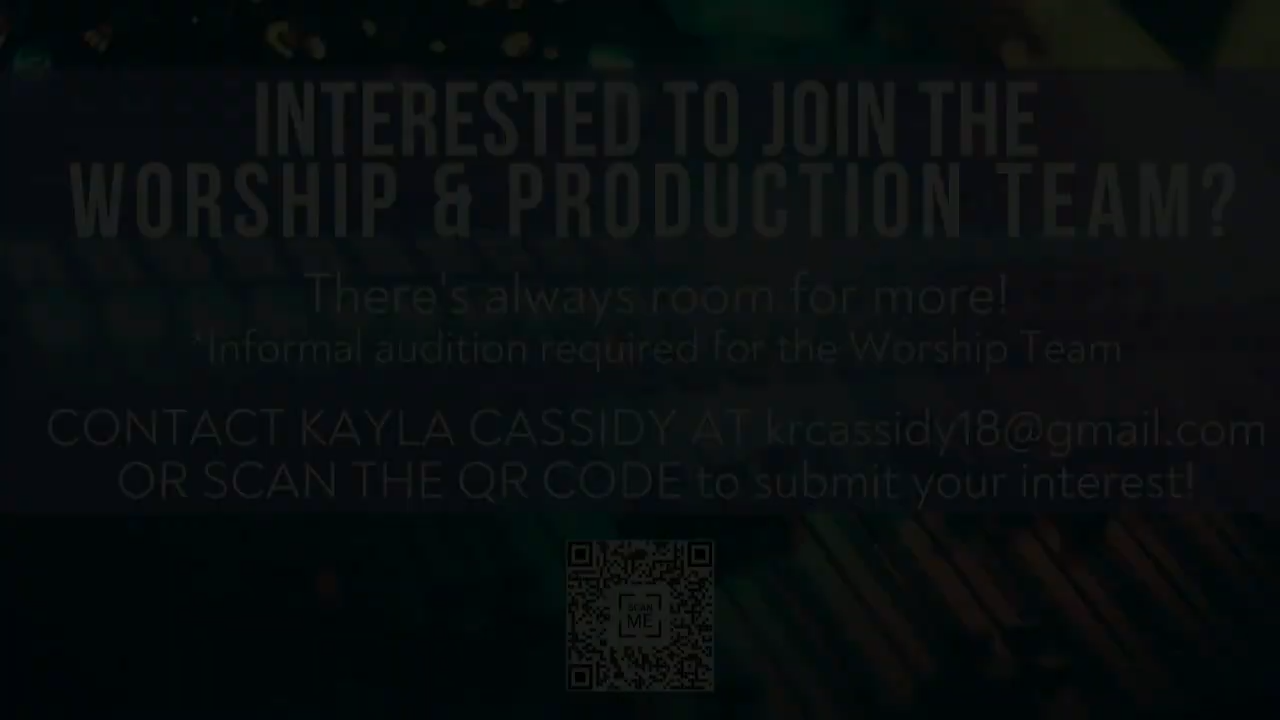 INTERESTED TO JOIN THE
WORSHIP & PRODUCTION TEAM?
There's always room for more!
*Informal audition required for the Worship Team
CONTACT KAYLA CASSIDY AT krcassidy18@gmail.com
OR SCAN THE QR CODE to submit your interest!
SCAN
ME